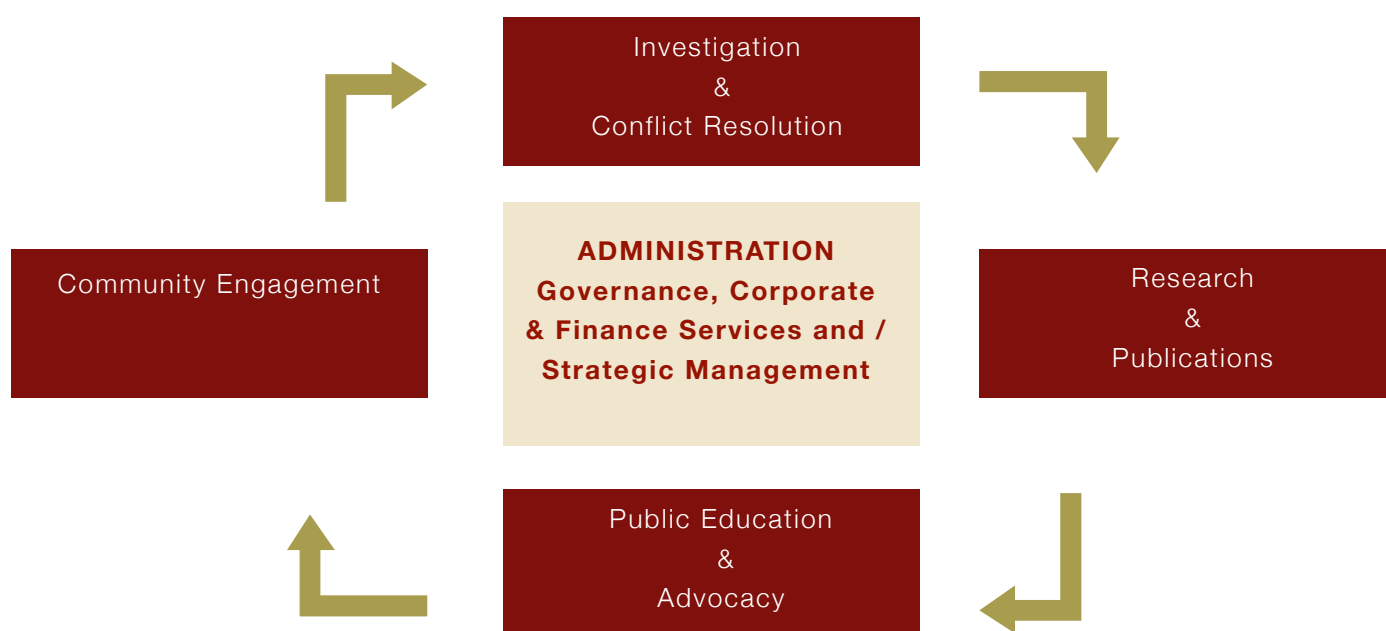 Investigation
&
Conflict Resolution
Community Engagement
ADMINISTRATION
Governance, Corporate
& Finance Services and /
Strategic Management
Research
&
Publications
Public Education
&
Advocacy